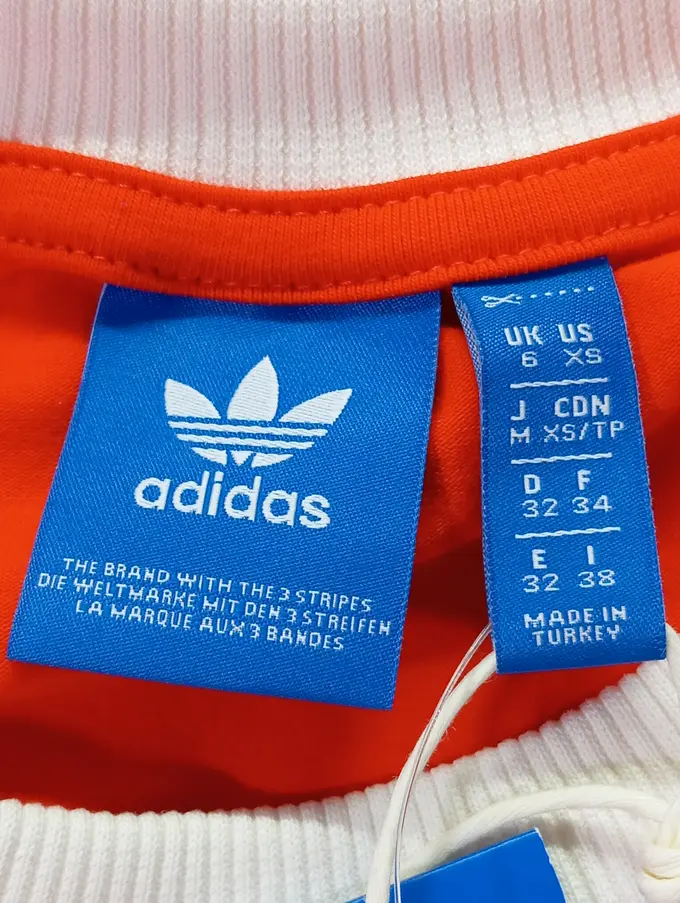 adidas
THE BRAND WITH THE 3 STRIPES
DIE WELTMARKE MIT DEN 3 STREIFEN
LA MARQUE AUX 3 BANDES
UK US
6 XS
J CDN
M XS/TP
D F
32 34
E I
32 38
MADE IN
TURKEY